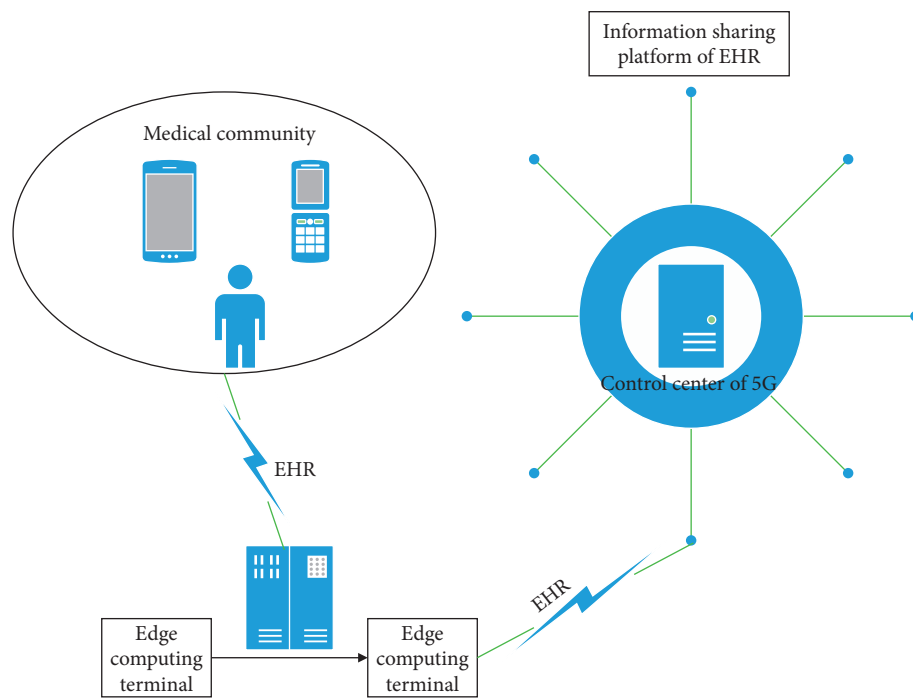 Information sharing
platform of EHR
Medical community
Control center of 5G
EHR
EHR
Edge
computing
terminal
Edge
computing
terminal